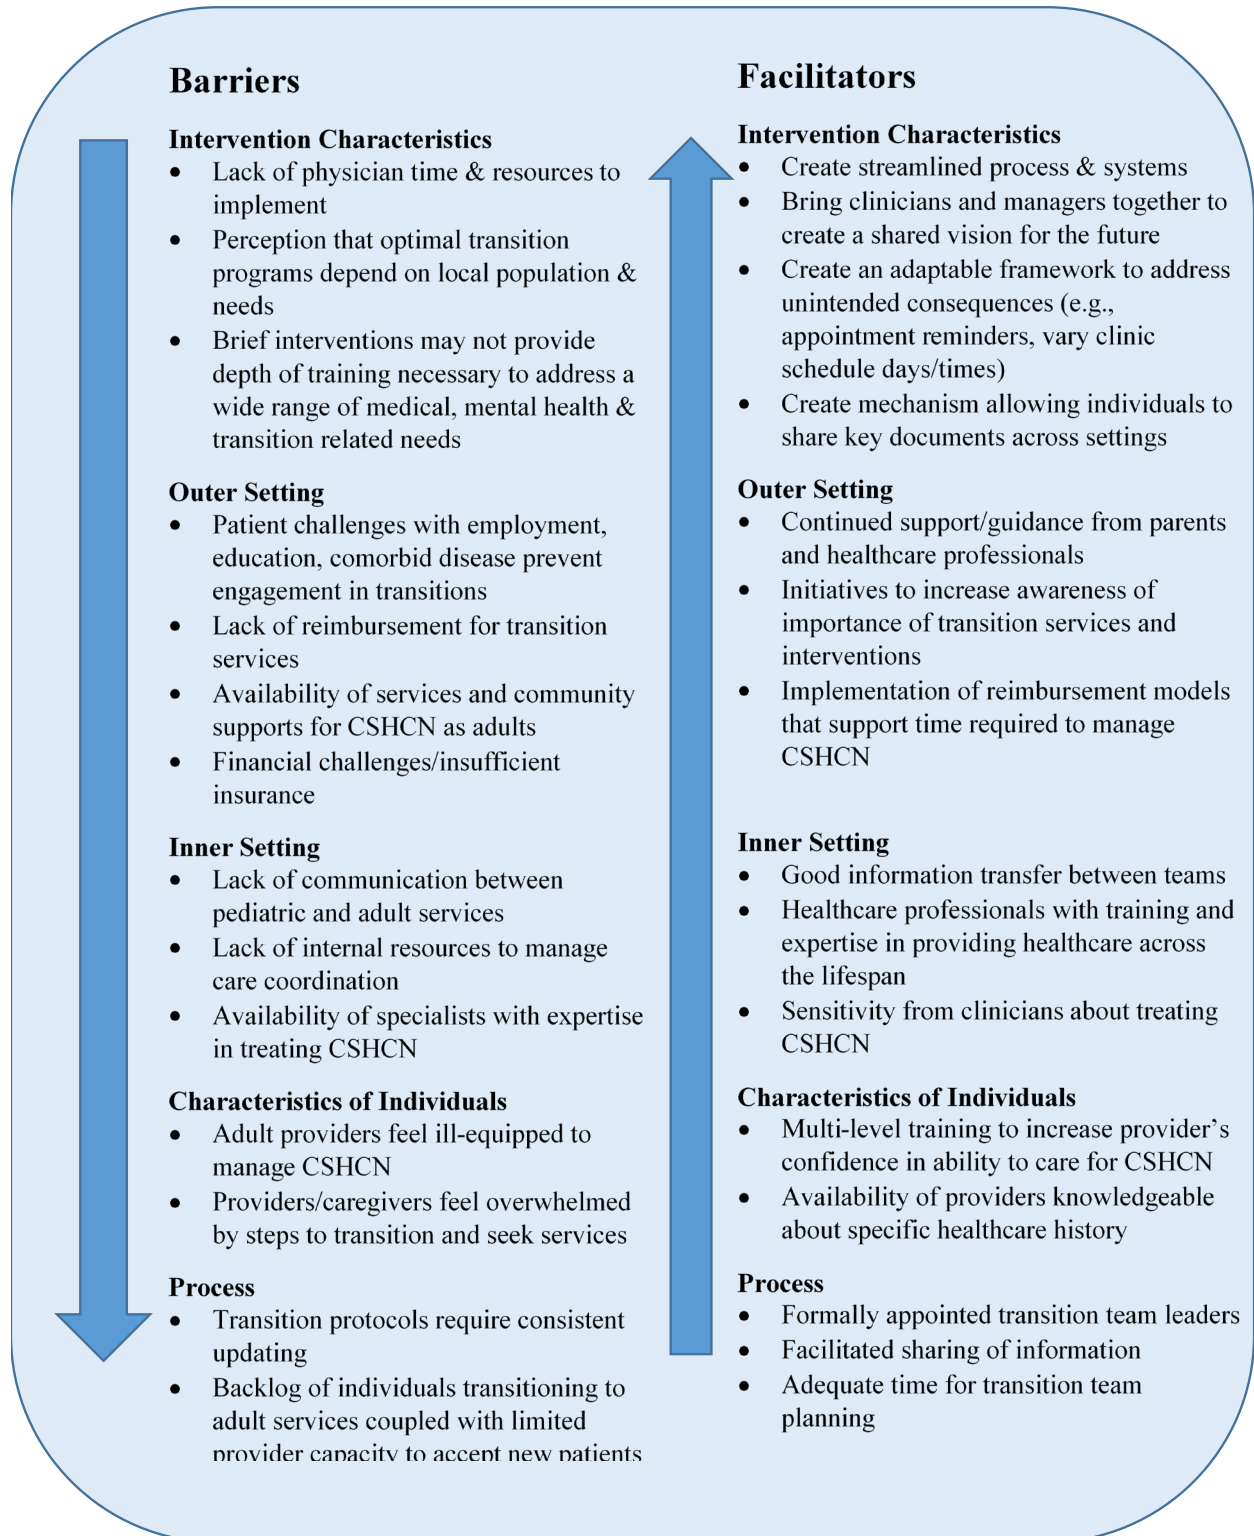 Barriers
Intervention Characteristics
• Lack of physician time & resources to
implement
• Perception that optimal transition
programs depend on local population &
needs
• Brief interventions may not provide
depth of training necessary to address a
wide range of medical, mental health &
transition related needs
Outer Setting
• Patient challenges with employment,
education, comorbid disease prevent
engagement in transitions
• Lack of reimbursement for transition
services
• Availability of services and community
supports for CSHCN as adults
• Financial challenges/insufficient
insurance
Inner Setting
• Lack of communication between
pediatric and adult services
• Lack of internal resources to manage
care coordination
• Availability of specialists with expertise
in treating CSHCN
Characteristics of Individuals
• Adult providers feel ill-equipped to
manage CSHCN
• Providers/caregivers feel overwhelmed
by steps to transition and seek services
Process
• Transition protocols require consistent
updating
• Backlog of individuals transitioning to
adult services coupled with limited
provider capacity to accept new patients
Facilitators
Intervention Characteristics
• Create streamlined process & systems
• Bring clinicians and managers together to
create a shared vision for the future
• Create an adaptable framework to address
unintended consequences (e.g.,
appointment reminders, vary clinic
schedule days/times)
• Create mechanism allowing individuals to
share key documents across settings
Outer Setting
• Continued support/guidance from parents
and healthcare professionals
• Initiatives to increase awareness of
importance of transition services and
interventions
• Implementation of reimbursement models
that support time required to manage
CSHCN
Inner Setting
• Good information transfer between teams
• Healthcare professionals with training and
expertise in providing healthcare across
the lifespan
• Sensitivity from clinicians about treating
CSHCN
Characteristics of Individuals
• Multi-level training to increase provider’s
confidence in ability to care for CSHCN
• Availability of providers knowledgeable
about specific healthcare history
Process
• Formally appointed transition team leaders
• Facilitated sharing of information
• Adequate time for transition team
planning